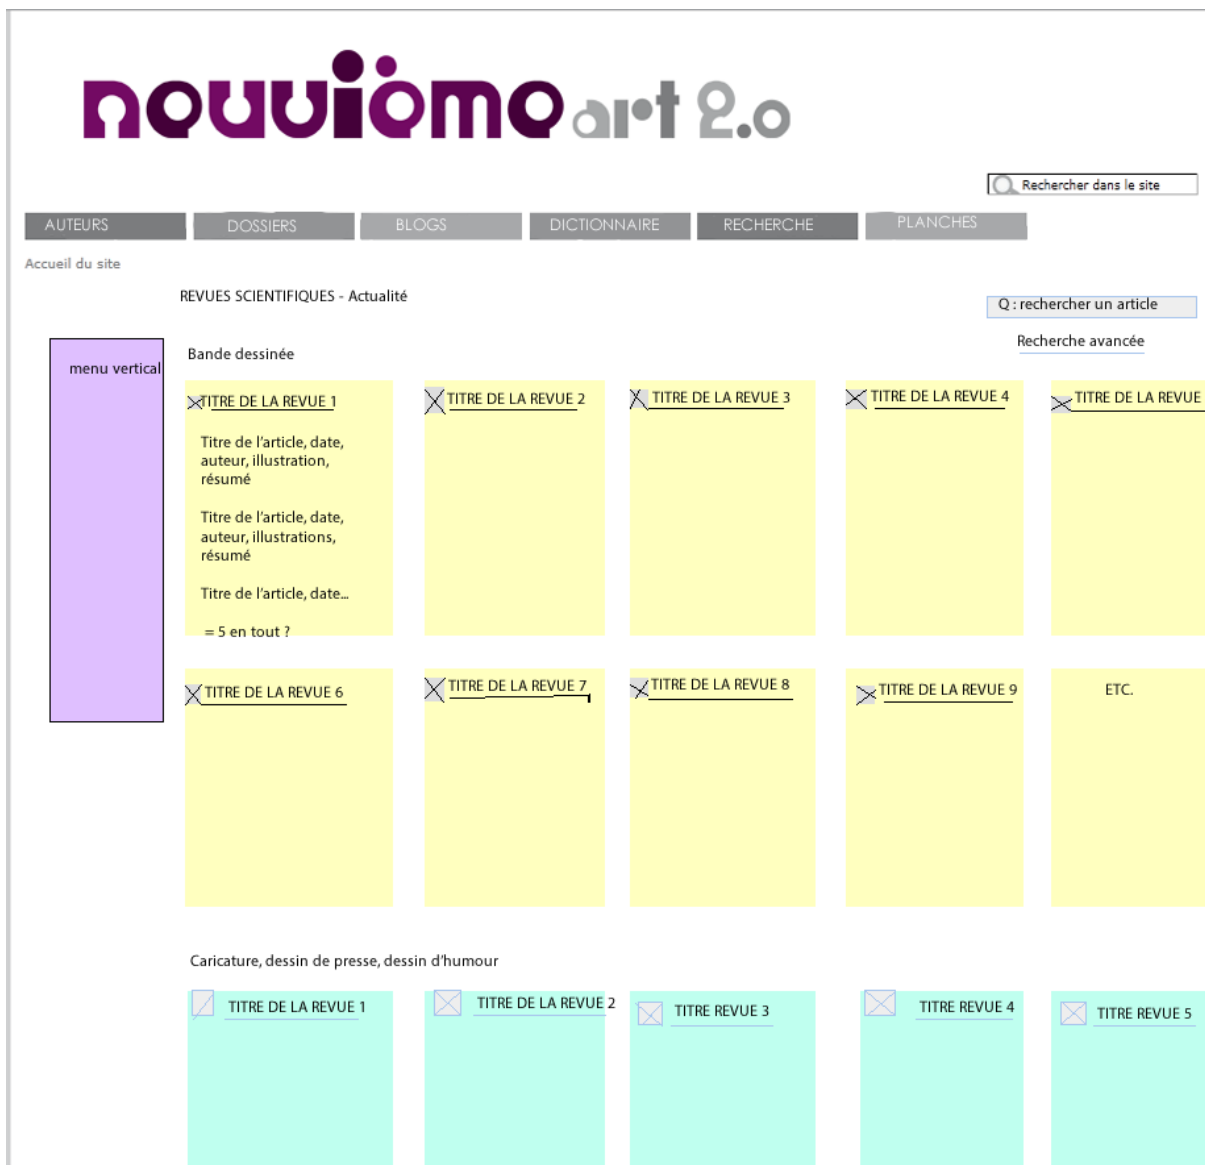 neuvième art 2.0
Rechercher dans le site
AUTEURS DOSSIERS BLOGS DICTIONNAIRE RECHERCHE PLANCHES
Accueil du site
REVUES SCIENTIFIQUES - Actualité
Q : rechercher un article
Recherche avancée
menu vertical
Bande dessinée
TITRE DE LA REVUE 1
Titre de l'article, date,
auteur, illustration,
résumé
Titre de l'article, date,
auteur, illustrations,
résumé
Titre de l'article, date...
= 5 en tout ?
TITRE DE LA REVUE 2
TITRE DE LA REVUE 3
TITRE DE LA REVUE 4
TITRE DE LA REVUE
TITRE DE LA REVUE 6
TITRE DE LA REVUE 7
TITRE DE LA REVUE 8
TITRE DE LA REVUE 9
ETC.
Caricature, dessin de presse, dessin d'humour
TITRE DE LA REVUE 1
TITRE DE LA REVUE 2
TITRE REVUE 3
TITRE REVUE 4
TITRE REVUE 5